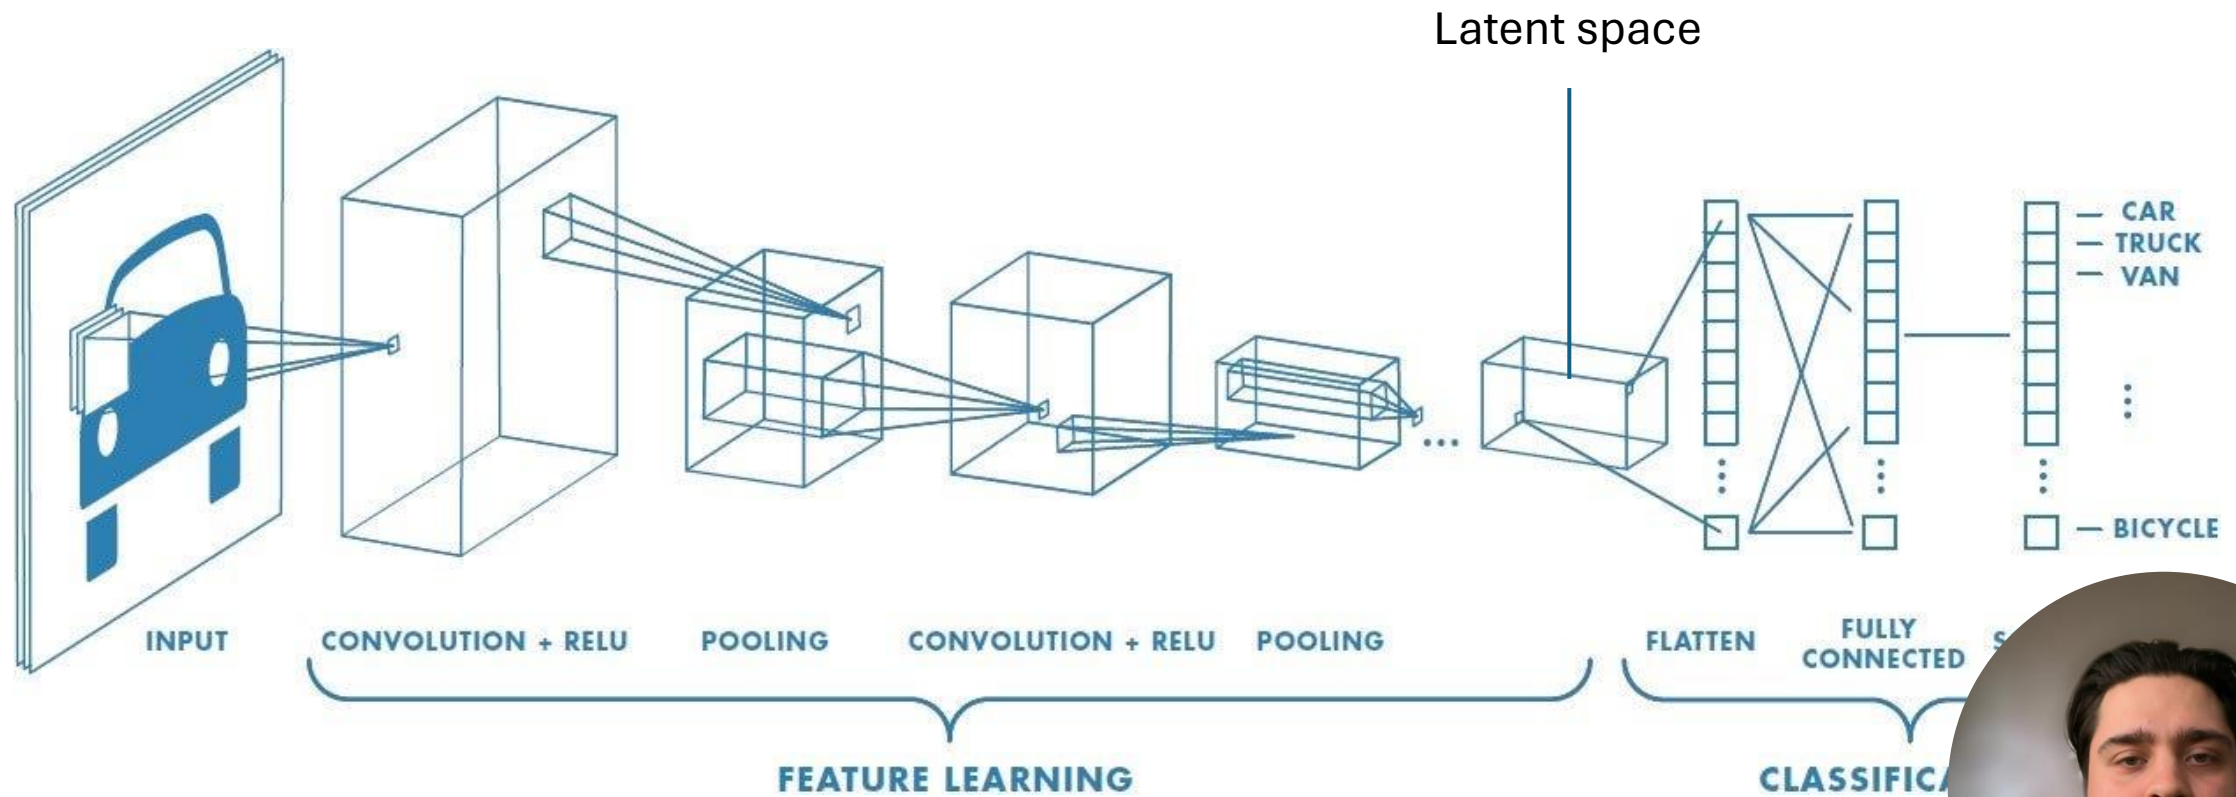 Latent space
CAR
TRUCK
VAN
BICYCLE
INPUT
CONVOLUTION + RELU
POOLING
CONVOLUTION + RELU
POOLING
FLATTEN
FULLY
CONNECTED
FEATURE LEARNING